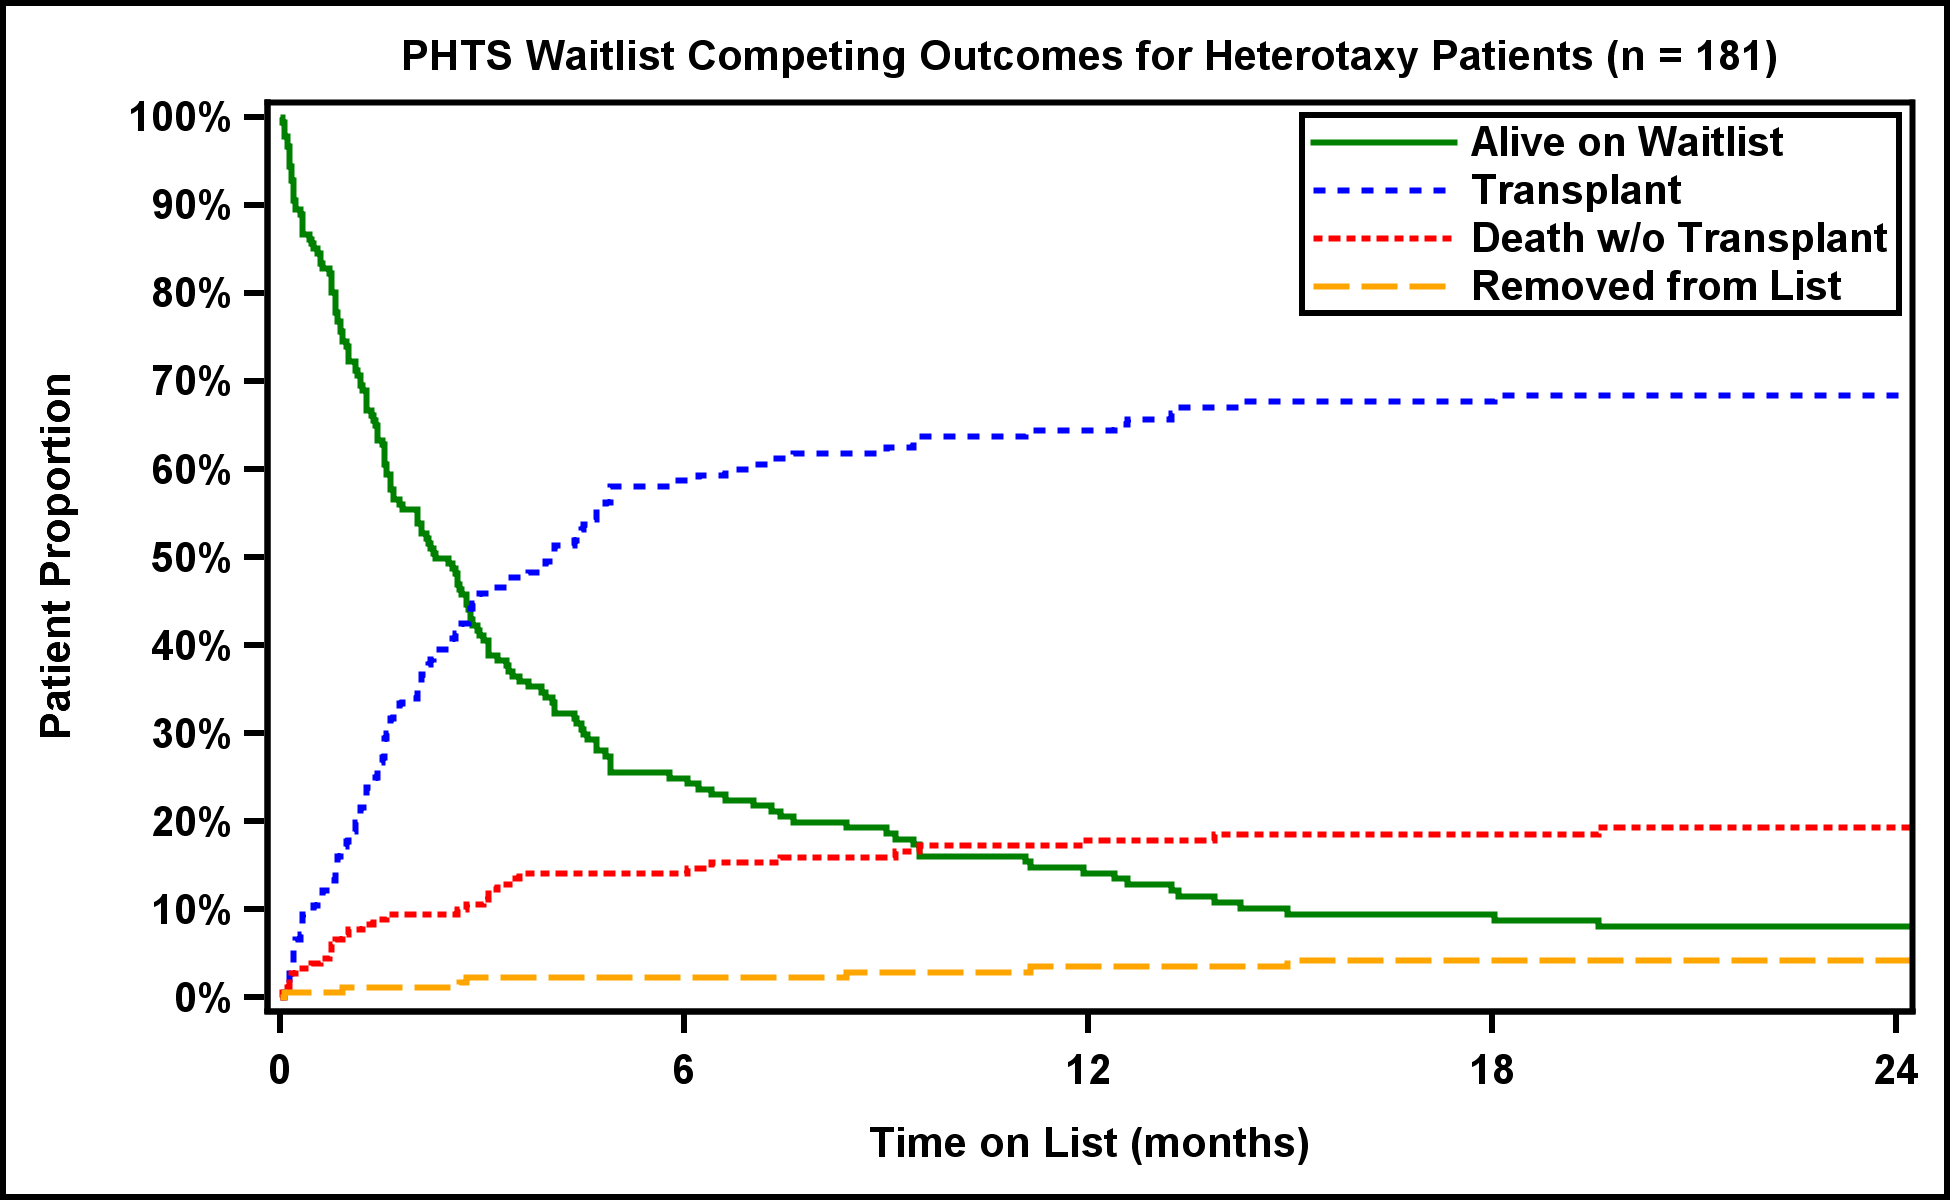 PHTS Waitlist Competing Outcomes for Heterotaxy Patients (n = 181)
100%
90%
80%
70%
60%
50%
40%
30%
20%
10%
0%
Patient Proportion
Alive on Waitlist
Transplant
Death w/o Transplant
Removed from List
0 6 12 18 24
Time on List (months)